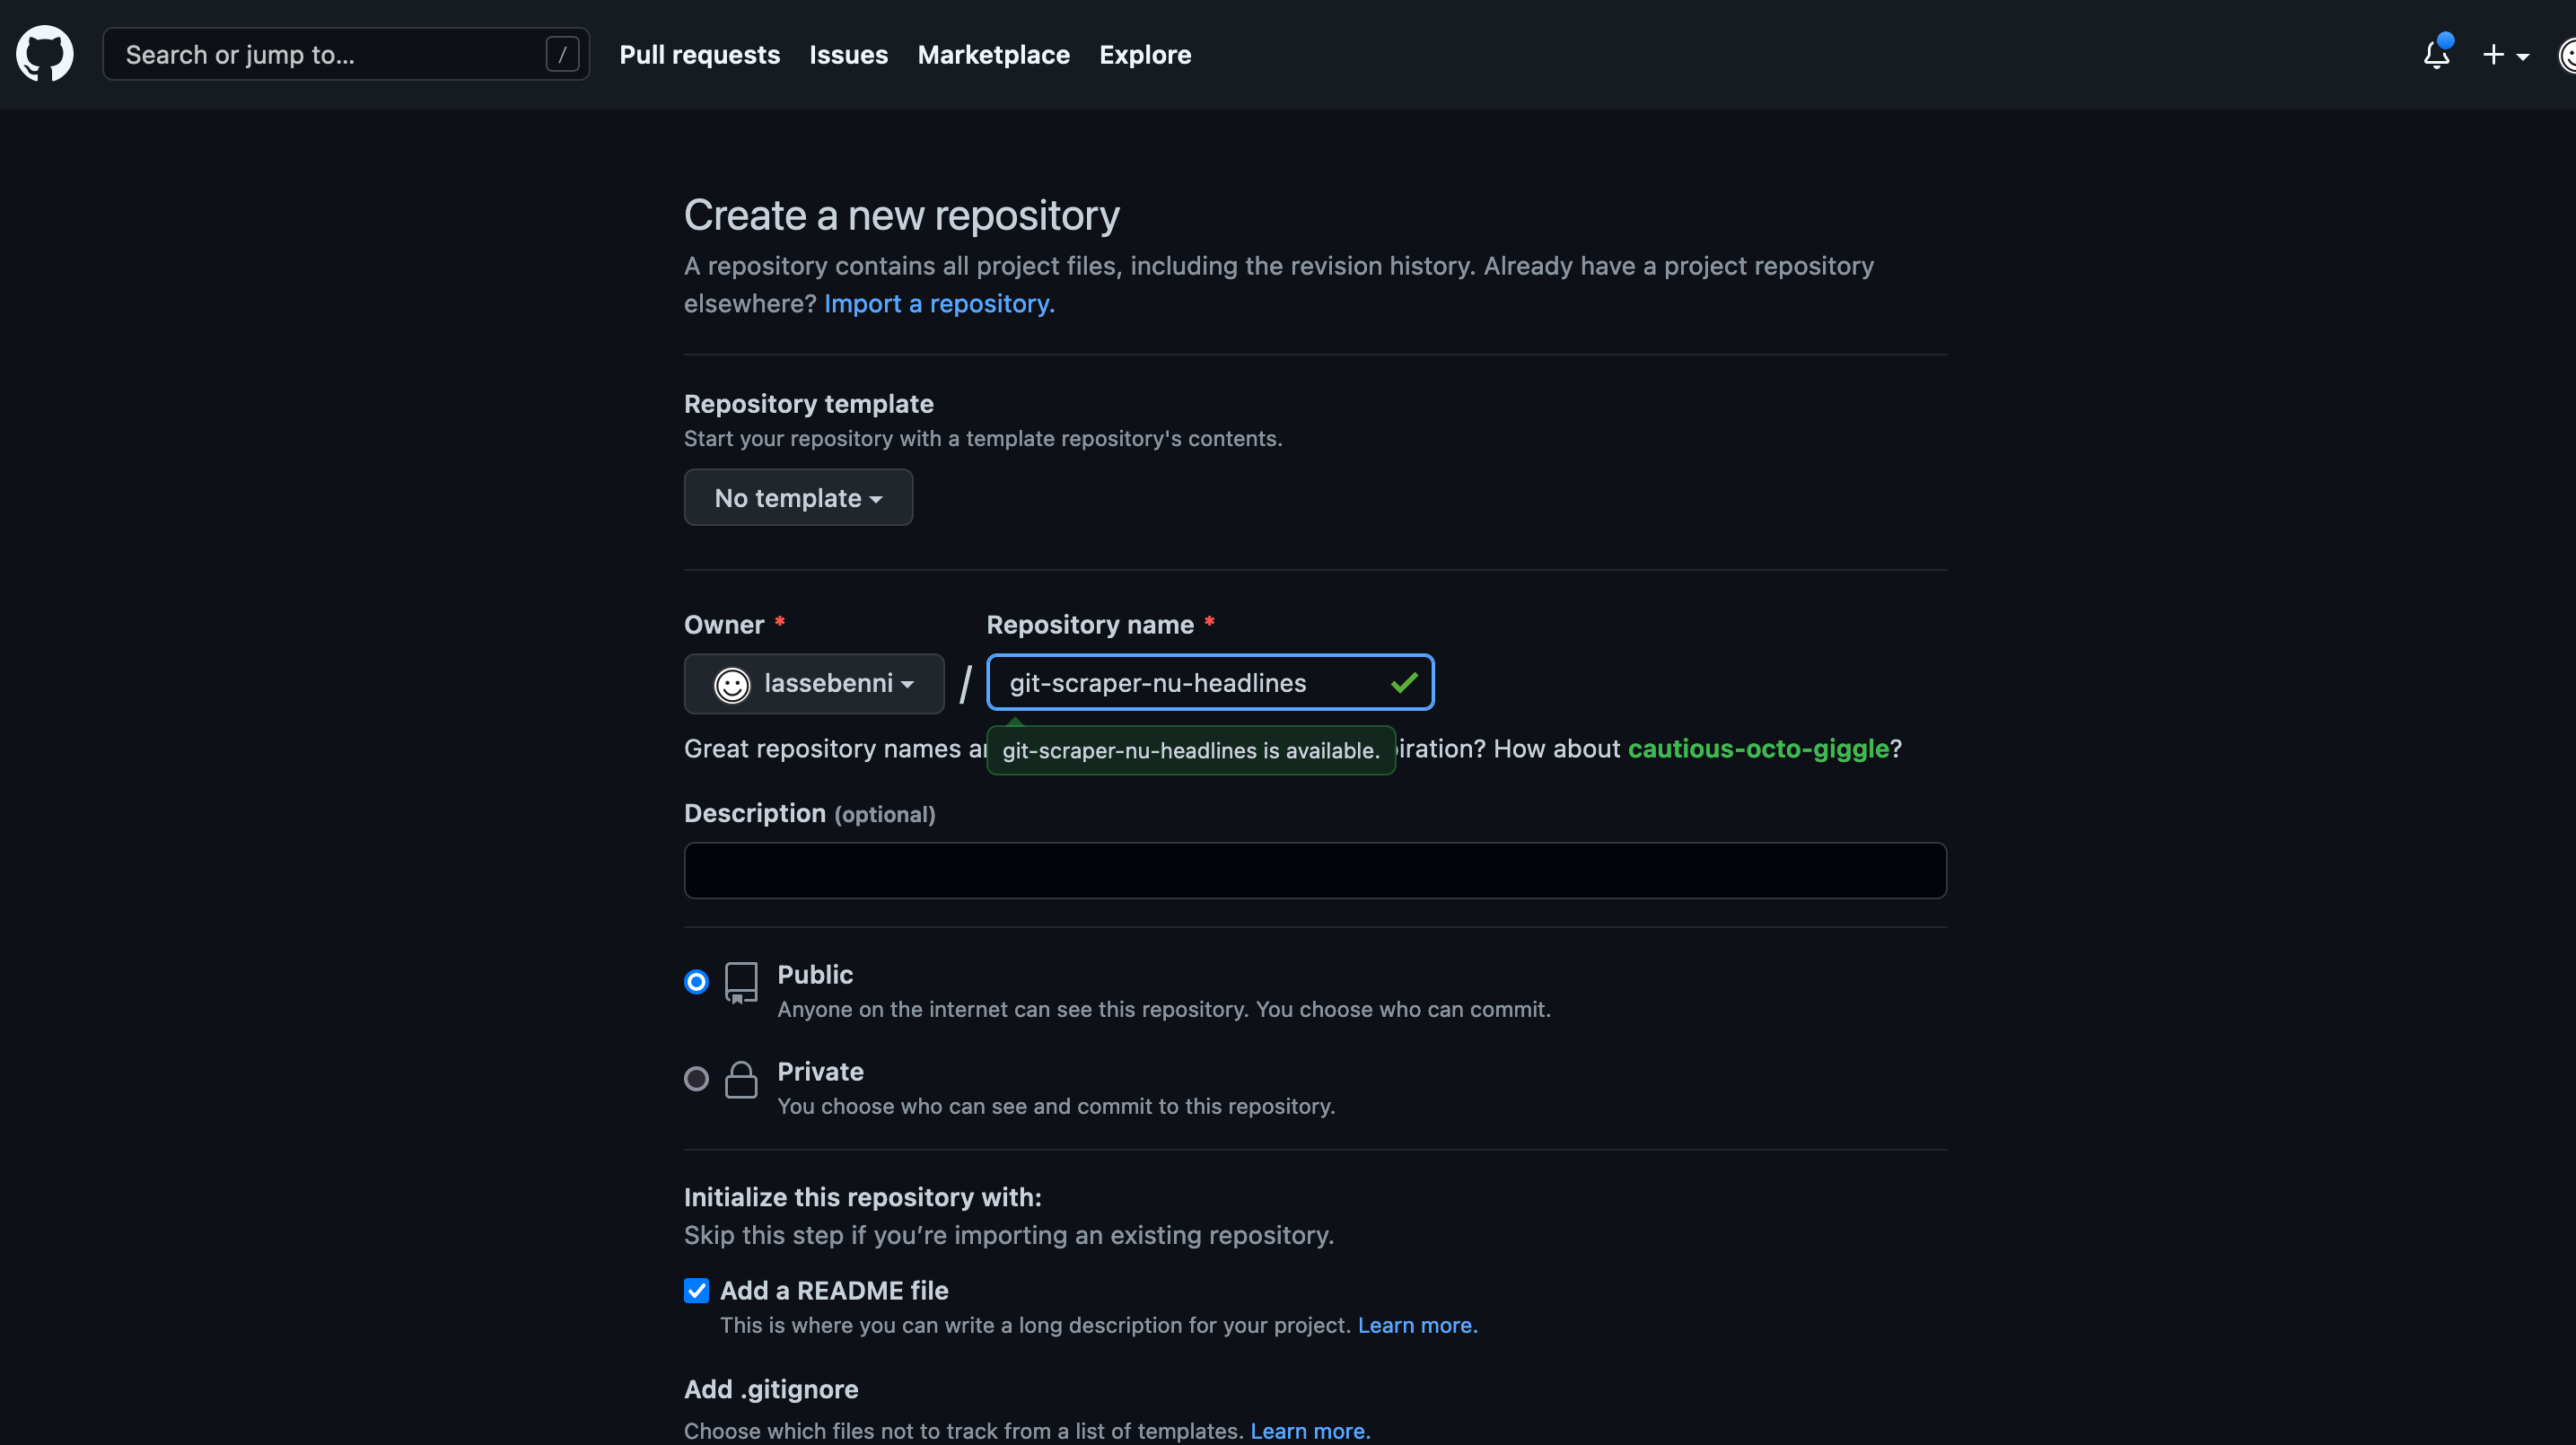 Search or jump to... /
Pull requests
Issues
Marketplace
Explore
Create a new repository
A repository contains all project files, including the revision history. Already have a project repository
elsewhere? Import a repository.
Repository template
Start your repository with a template repository's contents.
No template
Owner *
Repository name *
lassebenni / git-scraper-nu-headlines
git-scraper-nu-headlines is available.
Great repository names How about cautious-octo-giggle?
Description (optional)
Public
Anyone on the internet can see this repository. You choose who can commit.
Private
You choose who can see and commit to this repository.
Initialize this repository with:
Skip this step if you’re importing an existing repository.
Add a README file
This is where you can write a long description for your project. Learn more.
Add .gitignore
Choose which files not to track from a list of templates. Learn more.